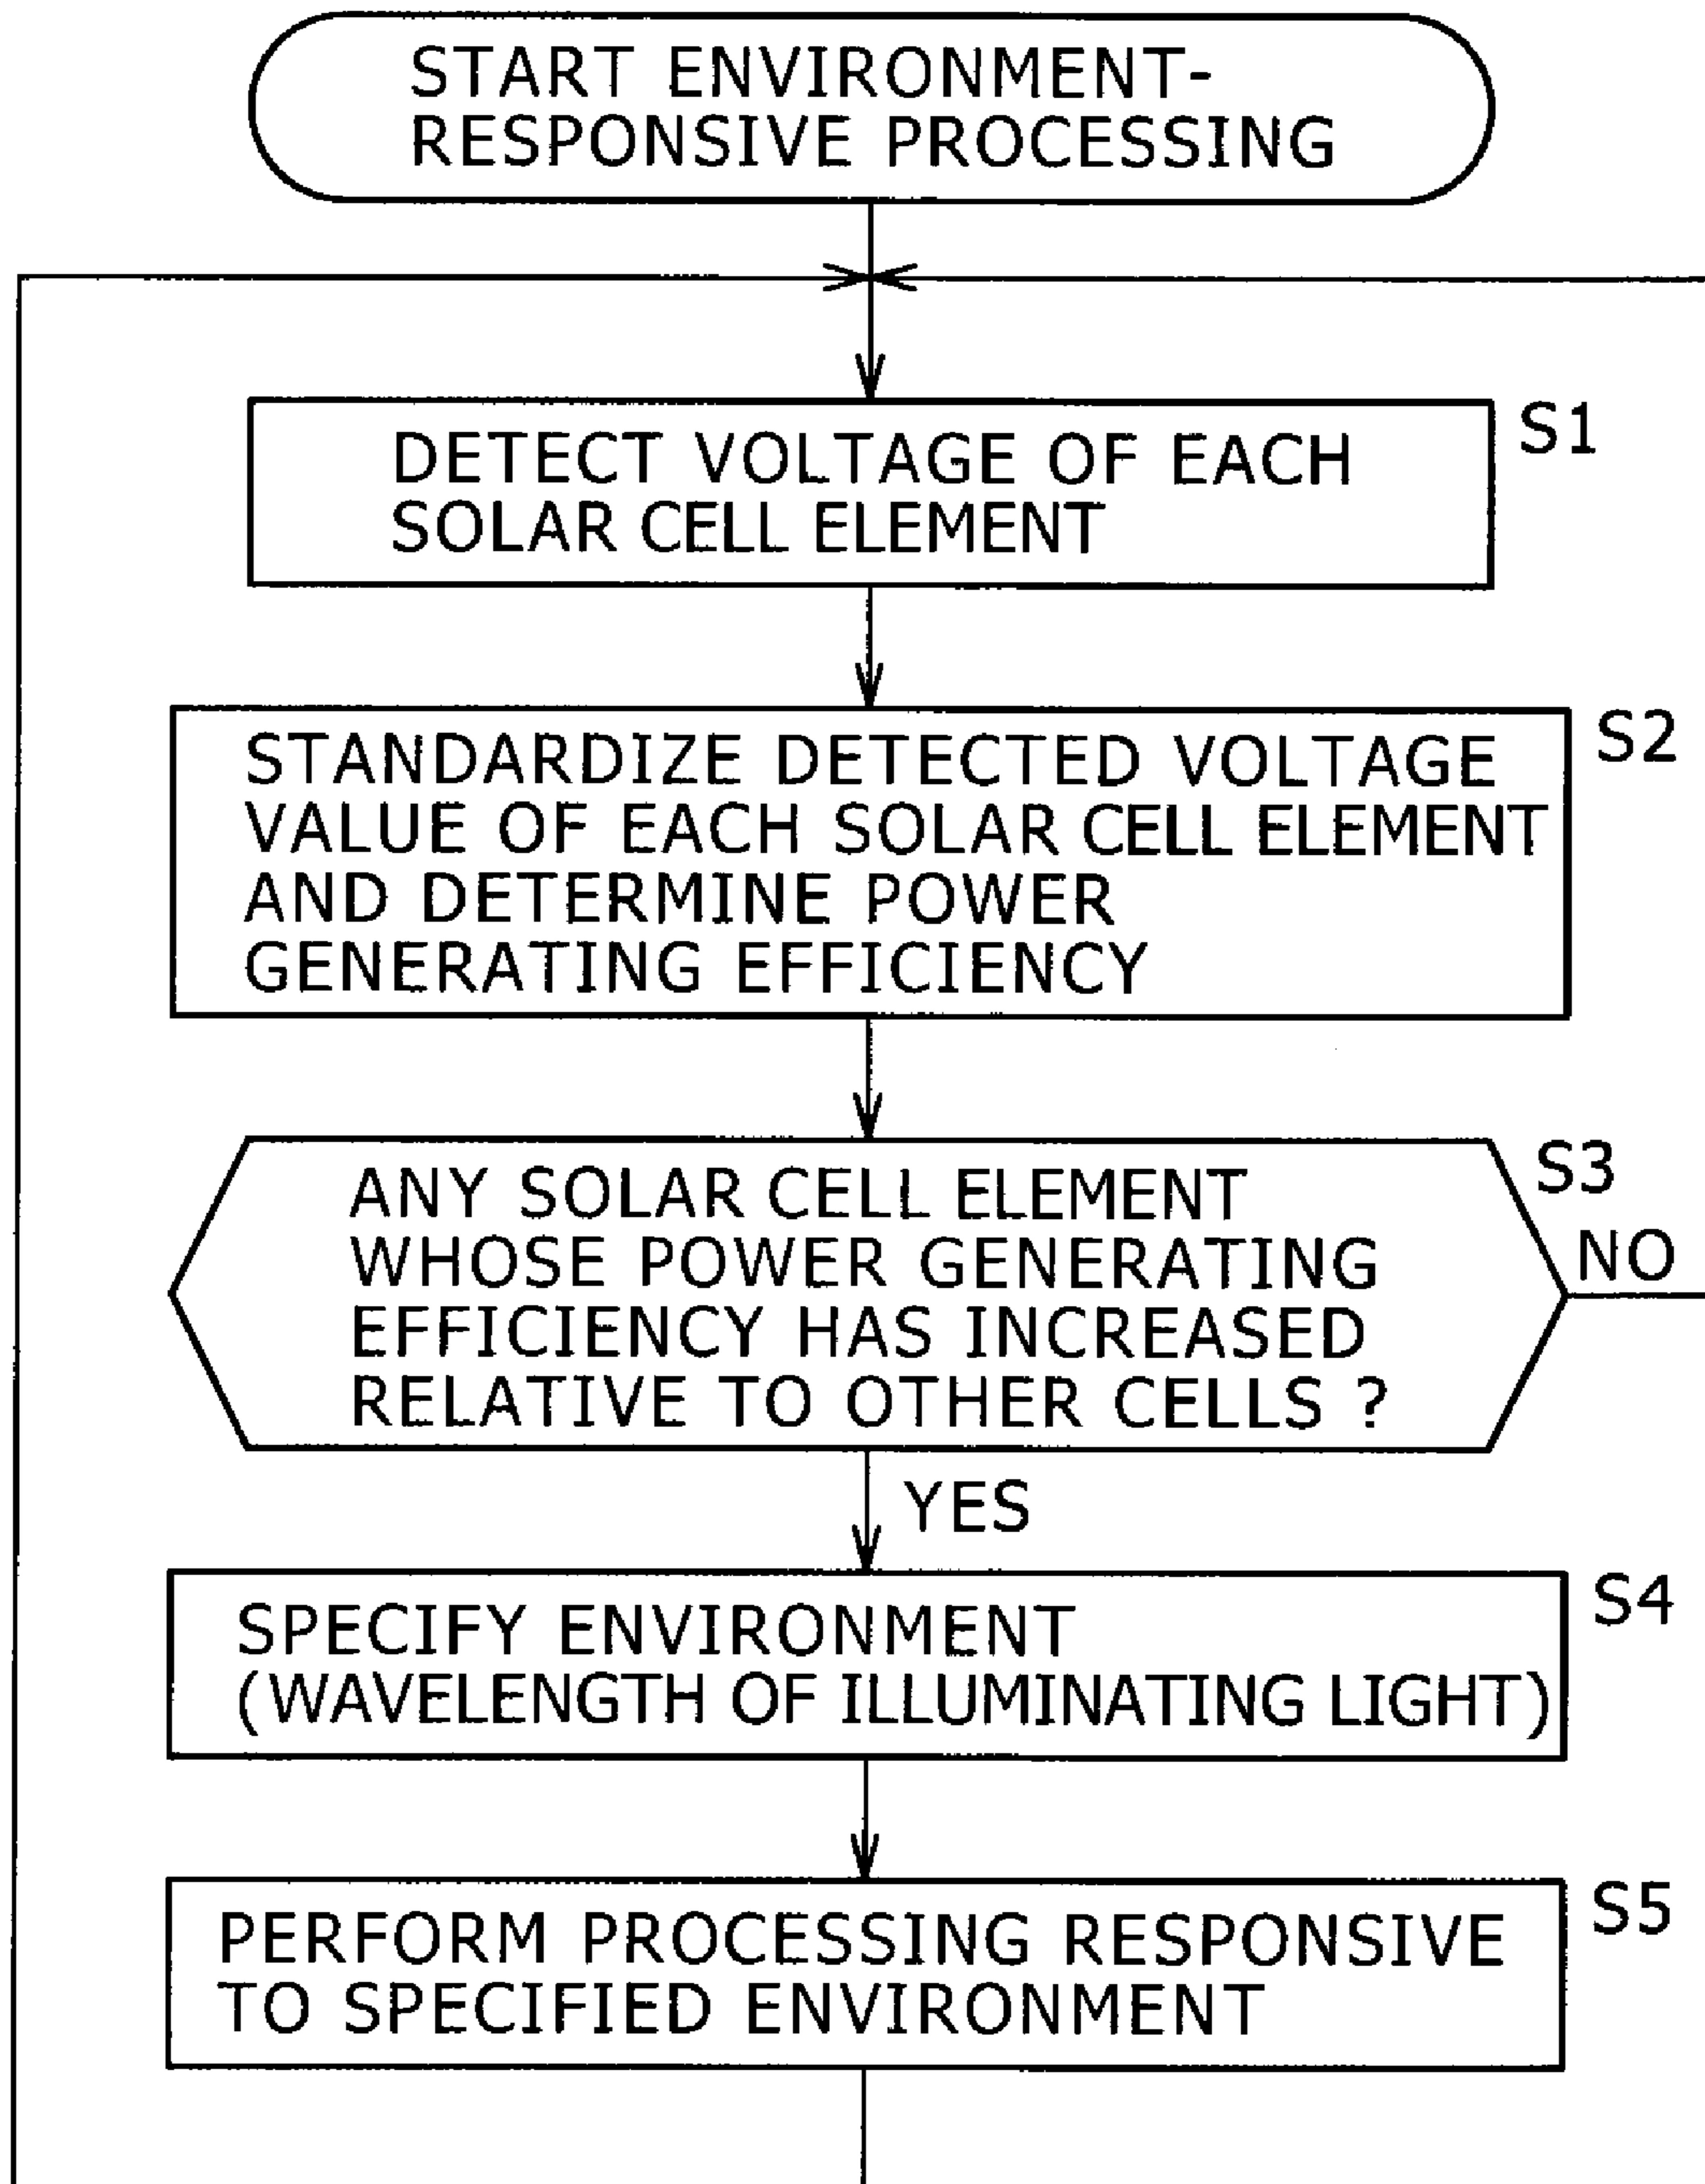 START ENVIRONMENT-
RESPONSIVE PROCESSING
DETECT VOLTAGE OF EACH
SOLAR CELL ELEMENT
S1
STANDARDIZE DETECTED VOLTAGE
VALUE OF EACH SOLAR CELL ELEMENT
AND DETERMINE POWER
GENERATING EFFICIENCY
S2
ANY SOLAR CELL ELEMENT
WHOSE POWER GENERATING
EFFICIENCY HAS INCREASED
RELATIVE TO OTHER CELLS ?
S3
NO
YES
SPECIFY ENVIRONMENT
(WAVELENGTH OF ILLUMINATING LIGHT)
S4
PERFORM PROCESSING RESPONSIVE
TO SPECIFIED ENVIRONMENT
S5